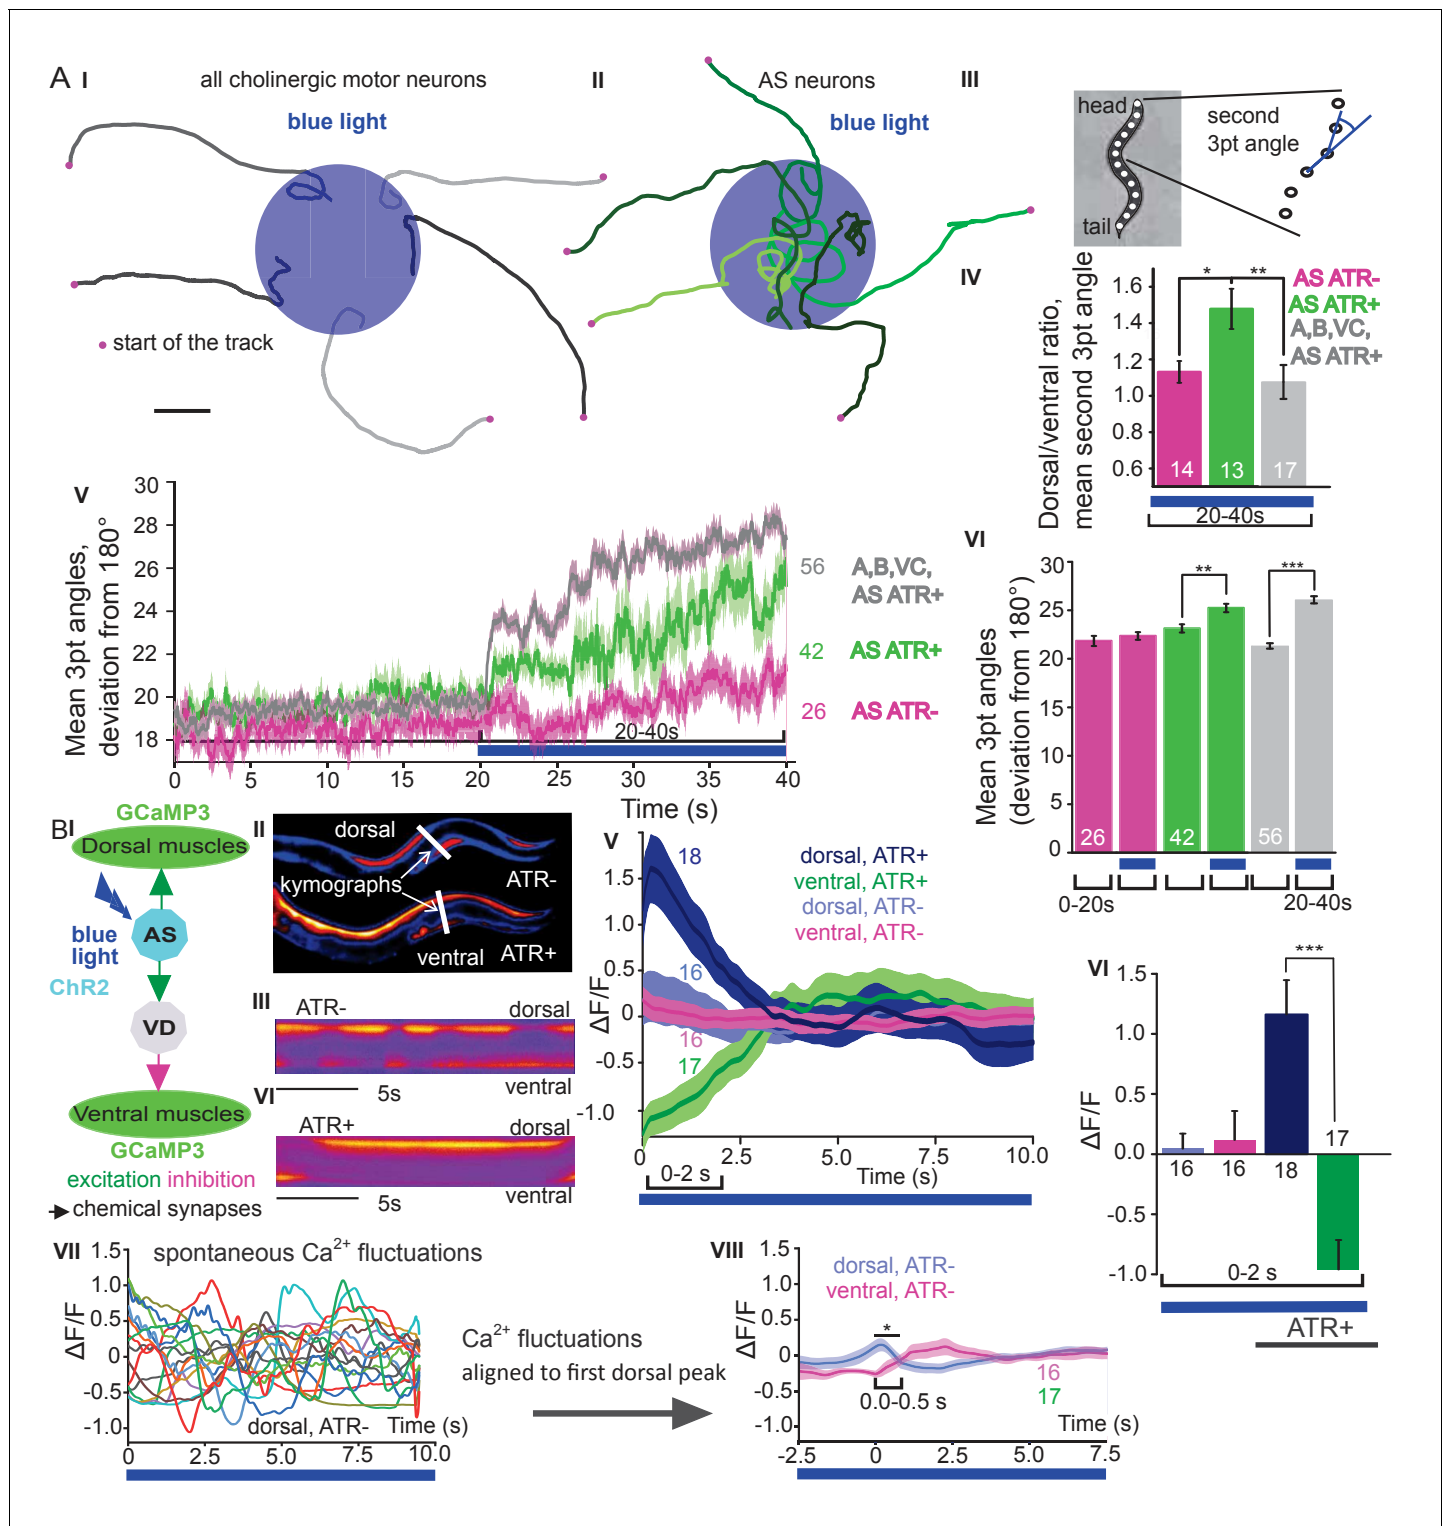 A I
all cholinergic motor neurons
blue light
start of the track
II
AS neurons
blue light
III
head
tail
second
3pt angle
IV
Dorsal/ventral ratio,
mean second 3pt angle
1.6
1.4
1.2
1.0
0.8
0.6
* **
14 13 17
20-40s
AS ATR-
AS ATR+
A,B,VC,
AS ATR+
V
Mean 3pt angles,
deviation from 180°
30
28
26
24
22
20
18
0 5 10 15 20 25 30 35 40
20-40s
Time (s)
56 A,B,VC,
AS ATR+
42 AS ATR+
26 AS ATR-
VI
Mean 3pt angles
(deviation from 180°)
30
25
20
15
10
5
0
** ***
26 42 56
0-20s 20-40s
B I
GCaMP3
Dorsal muscles
blue
light
ChR2
AS
VD
Ventral muscles
GCaMP3
excitation inhibition
chemical synapses
II
dorsal
kymographs
ATR-
ventral ATR+
III
ATR- dorsal
5s ventral
VI
ATR+ dorsal
5s ventral
V
ΔF/F
1.5
1.0
0.5
0
-0.5
-1.0
18
16
16
17
dorsal, ATR+
ventral, ATR+
dorsal, ATR-
ventral, ATR-
0 2.5 5.0 7.5 10.0
Time (s)
0-2 s
VI
ΔF/F
1.5
1.0
0.5
0.0
-0.5
-1.0
***
16 16 18 17
0-2 s
ATR+
VII
spontaneous Ca2+ fluctuations
ΔF/F
1.5
1.0
0.5
0
-0.5
-1.0
dorsal, ATR- Time (s)
0 2.5 5.0 7.5 10.0
Ca2+ fluctuations
aligned to first dorsal peak
VIII
ΔF/F
1.5
1.0
0.5
0
-0.5
-1.0
dorsal, ATR-
ventral, ATR-
*
0.0-0.5 s
16
17
Time (s)
-2.5 0 2.5 5.0 7.5